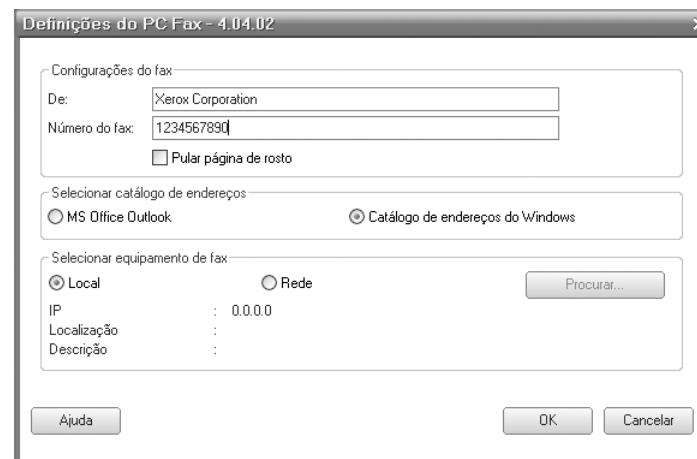 Definições do PC Fax - 4.04.02
Configurações do fax
De: Xerox Corporation
Número do fax: 1234567890
Pular página de rosto
Selecionar catálogo de endereços
MS Office Outlook Catálogo de endereços do Windows
Selecionar equipamento de fax
Local Rede Procurar...
IP : 0.0.0.0
Localização :
Descrição :
Ajuda OK Cancelar